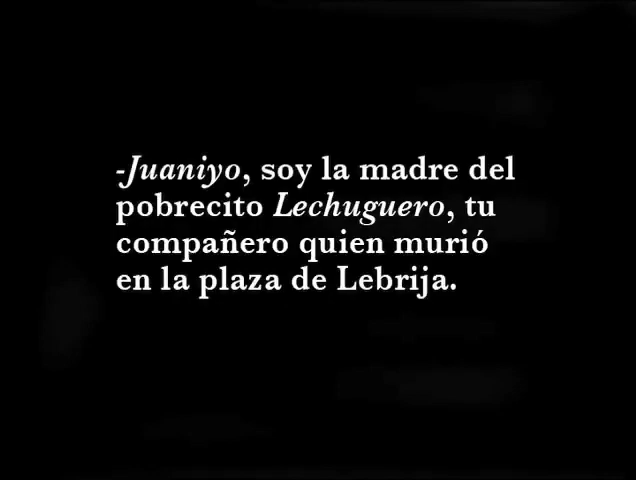 -Juaniyo, soy la madre del
pobrecito Lechuguero, tu
compañero quien murió
en la plaza de Lebrija.